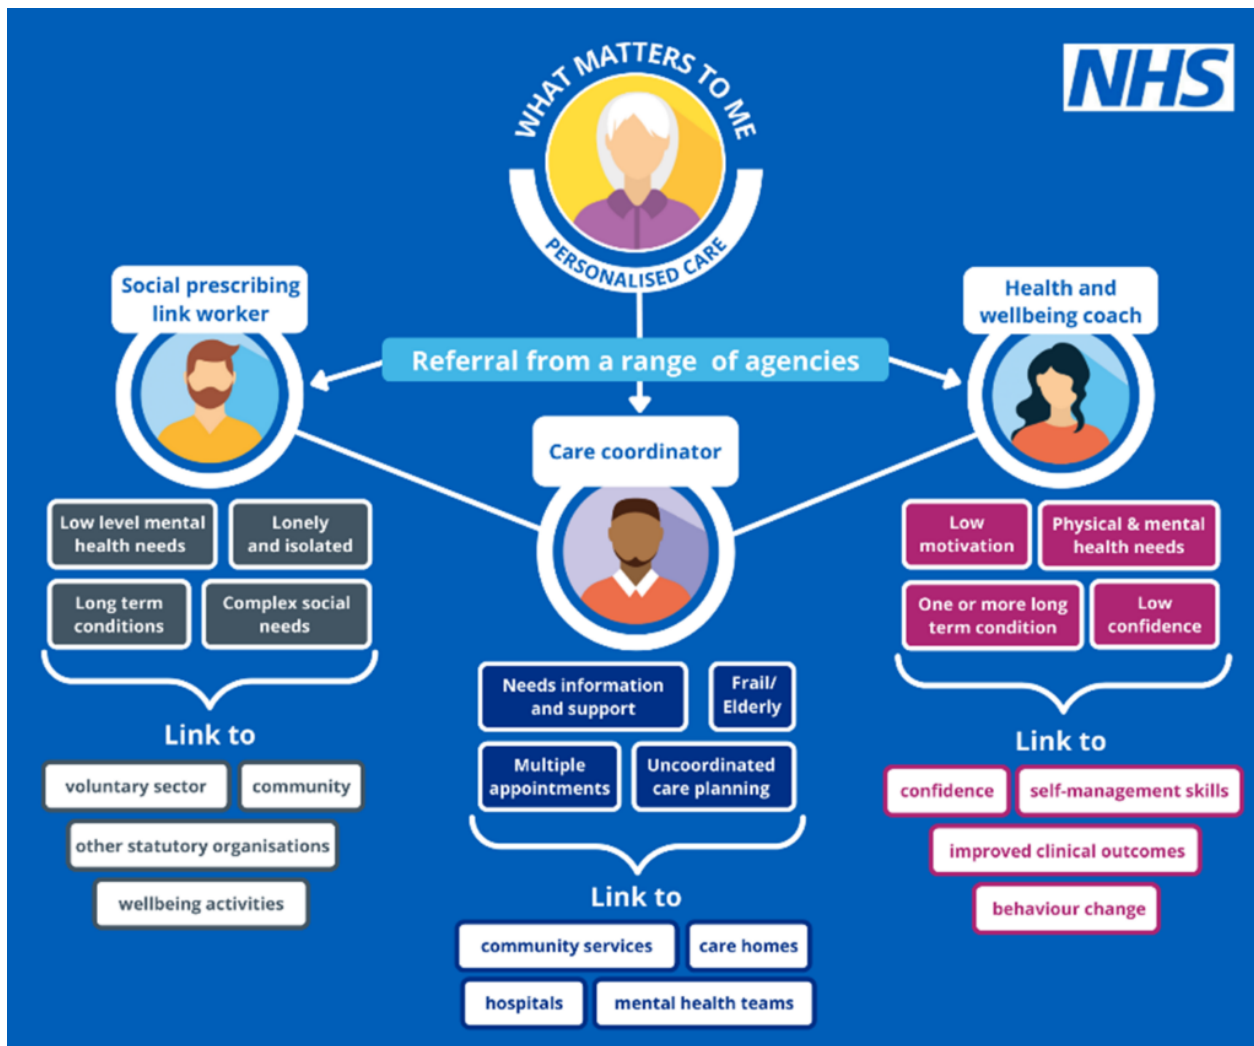 WHAT MATTERS TO ME
PERSONALISED CARE
NHS
Referral from a range of agencies
Social prescribing
link worker
Low level mental
health needs
Lonely
and isolated
Long term
conditions
Complex social
needs
Link to
voluntary sector
community
other statutory organisations
wellbeing activities
Care coordinator
Needs information
and support
Frail/
Elderly
Multiple
appointments
Uncoordinated
care planning
Link to
community services
care homes
hospitals
mental health teams
Health and
wellbeing coach
Low
motivation
Physical & mental
health needs
One or more long
term condition
Low
confidence
Link to
confidence
self-management skills
improved clinical outcomes
behaviour change